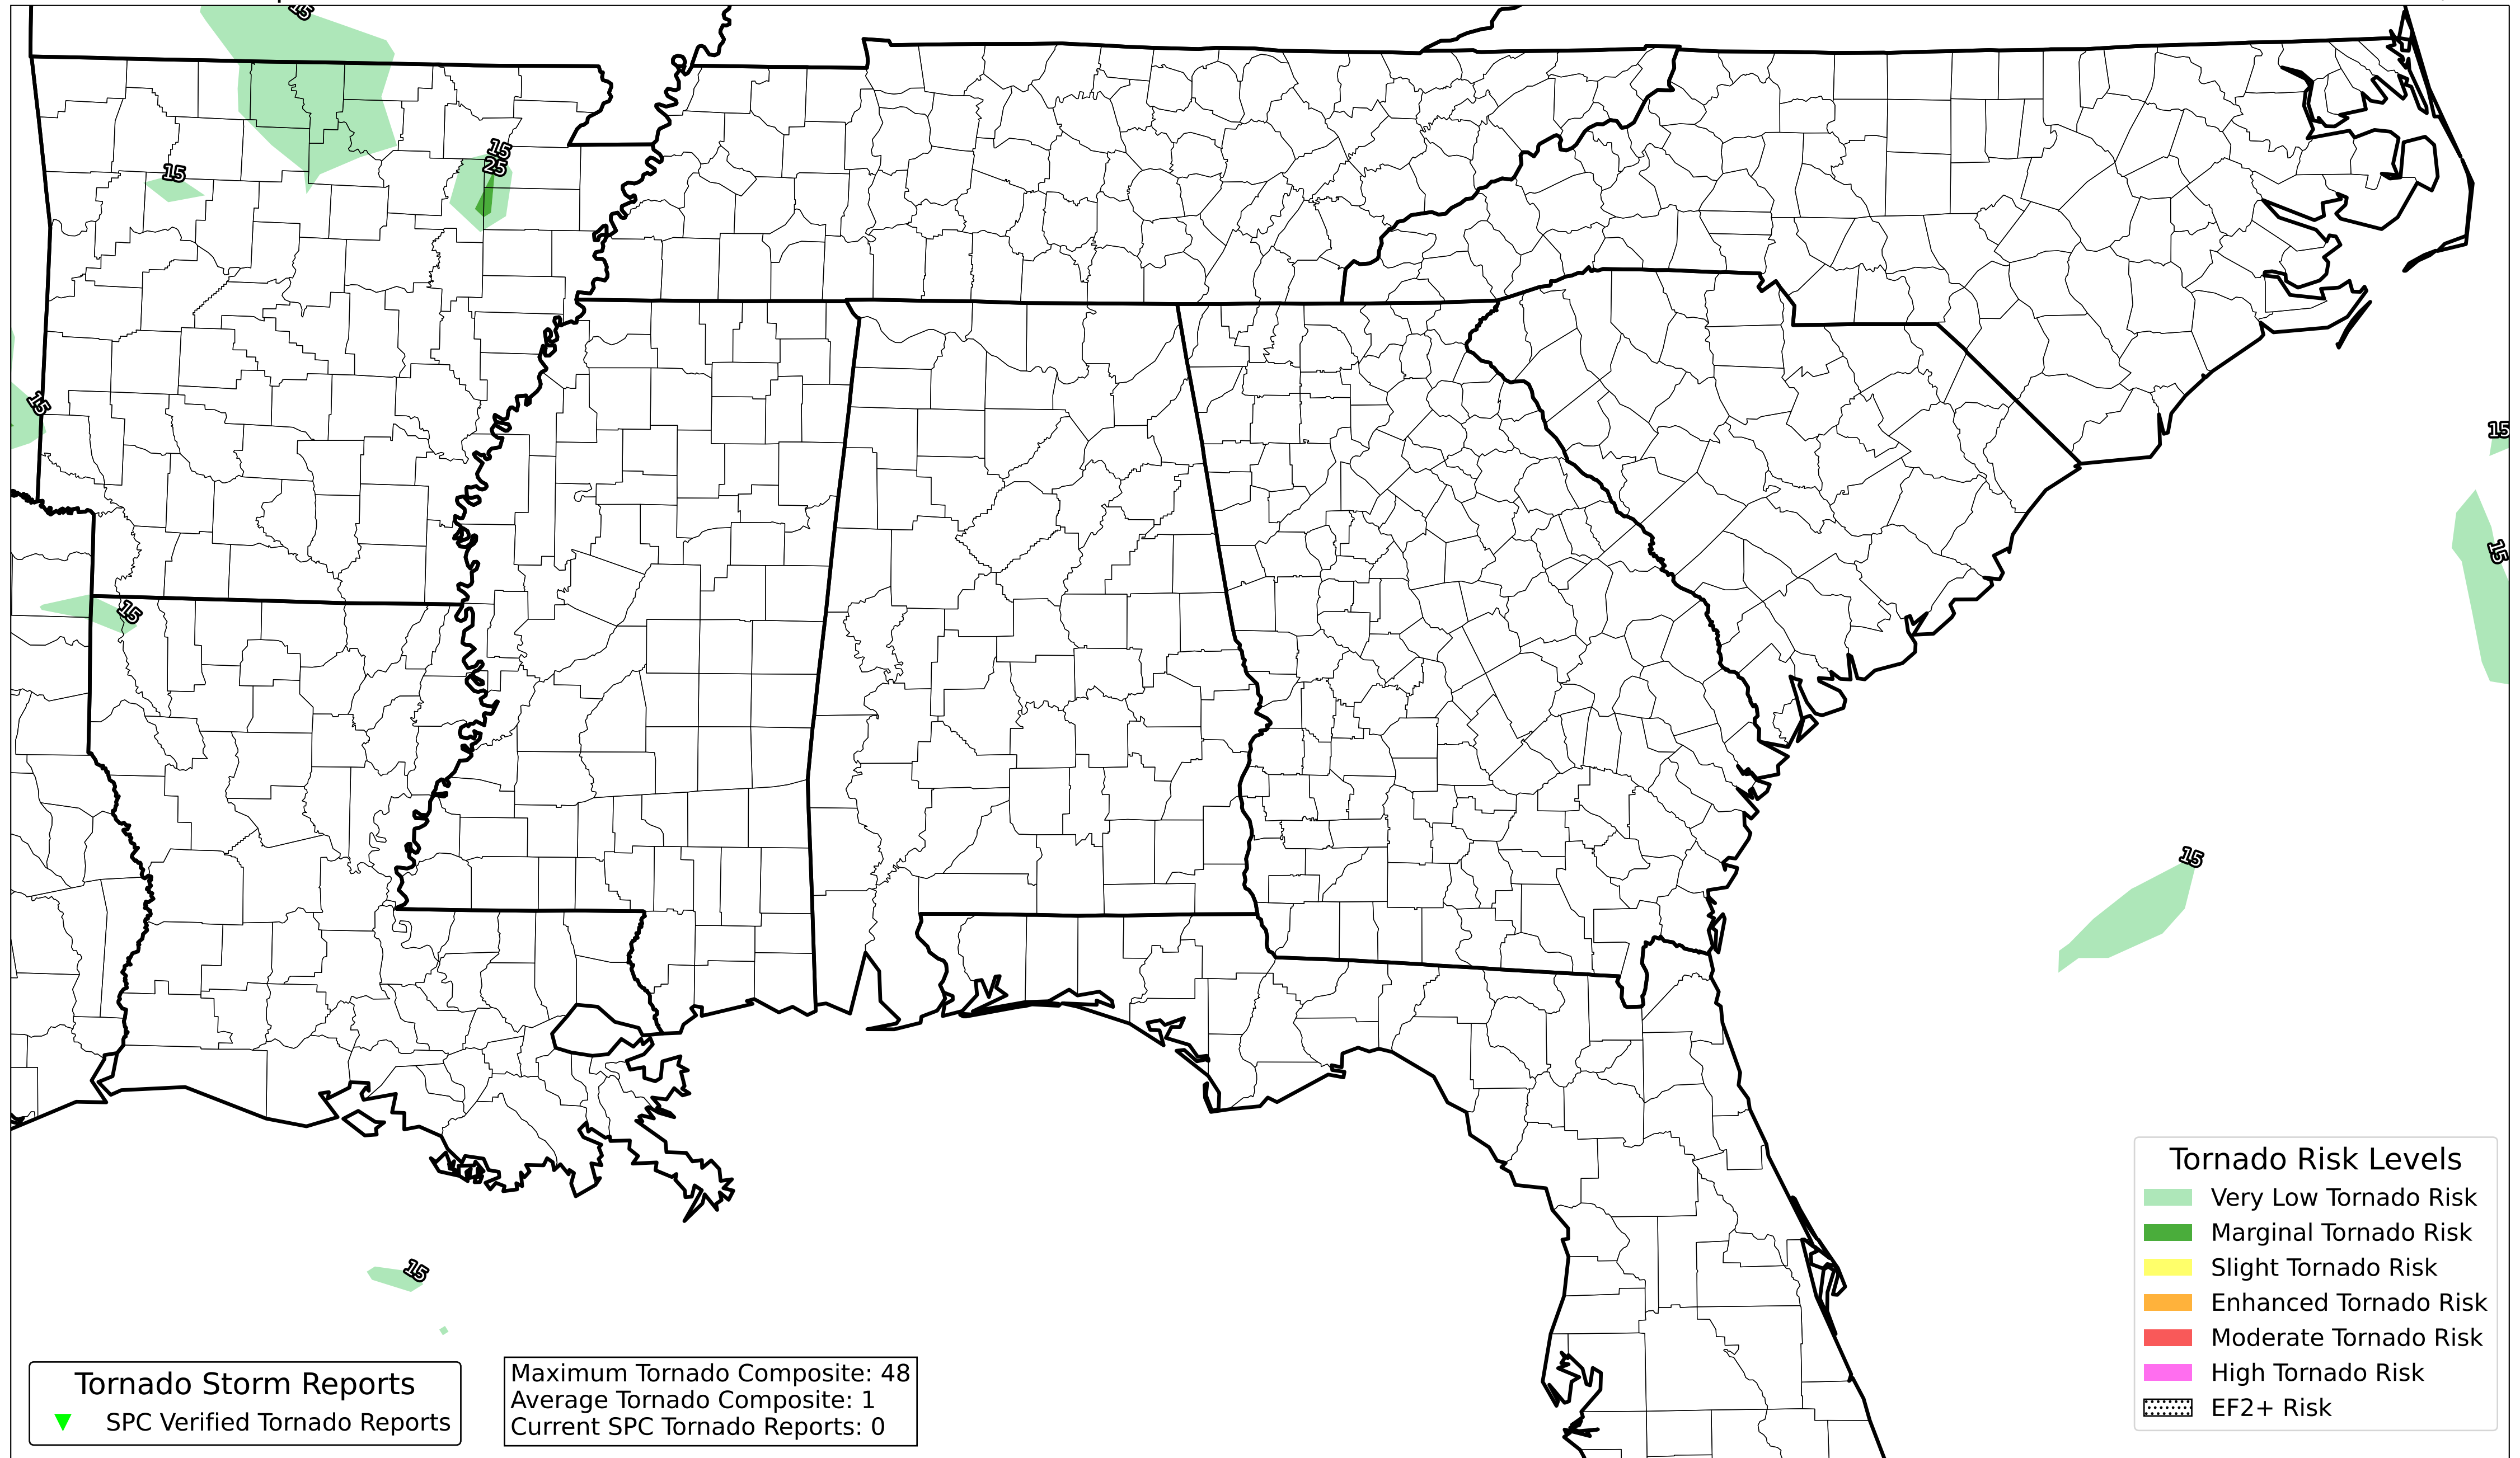 15
15
15
25
15
15
15
15
15
15
Tornado Risk Levels
Very Low Tornado Risk
Marginal Tornado Risk
Slight Tornado Risk
Enhanced Tornado Risk
Moderate Tornado Risk
High Tornado Risk
EF2+ Risk
Tornado Storm Reports
SPC Verified Tornado Reports
Maximum Tornado Composite: 48
Average Tornado Composite: 1
Current SPC Tornado Reports: 0